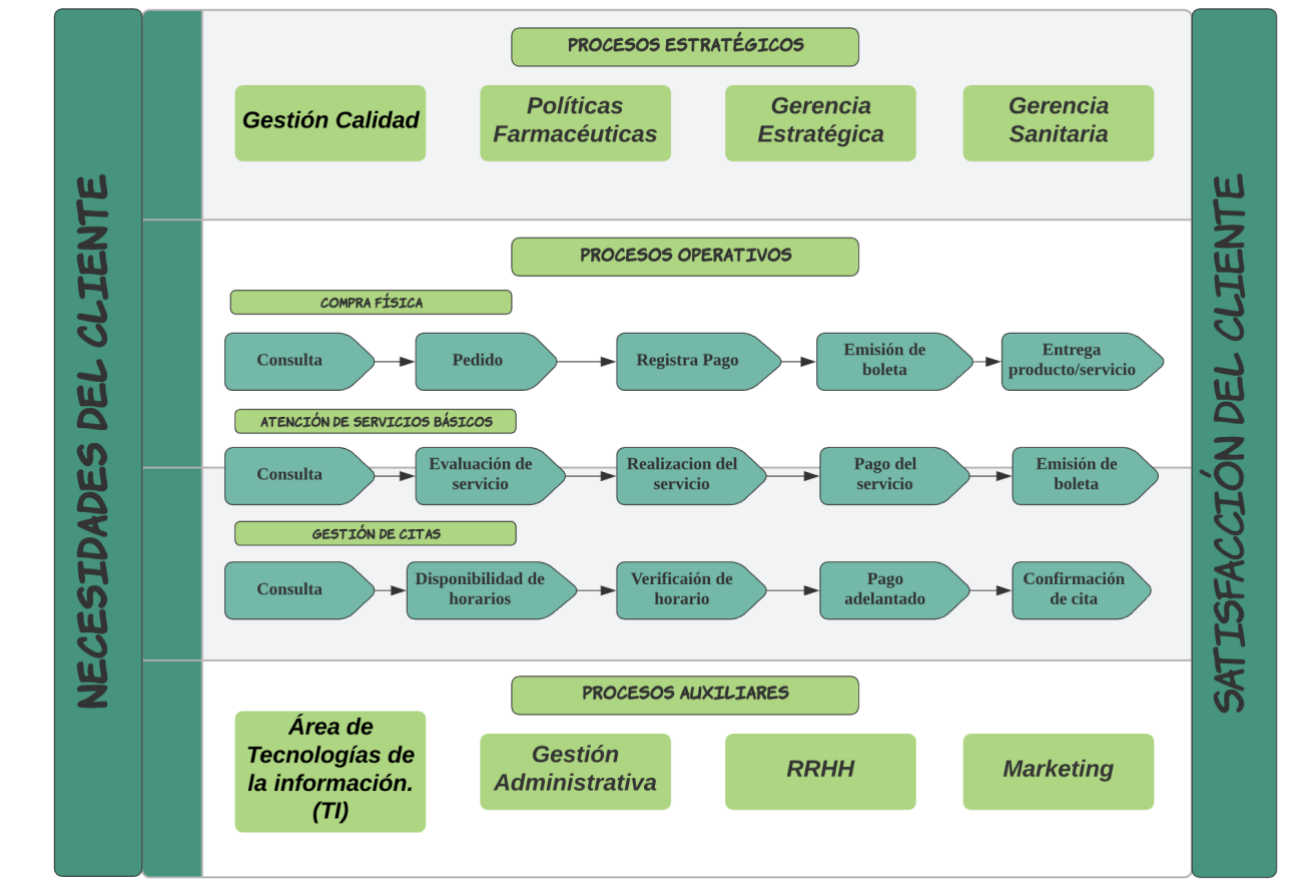 NECESIDADES DEL CLIENTE
PROCESOS ESTRATÉGICOS
Gestión Calidad
Políticas
Farmacéuticas
Gerencia
Estratégica
Gerencia
Sanitaria
PROCESOS OPERATIVOS
COMPRA FÍSICA
Consulta
Pedido
Registra Pago
Emisión de
boleta
Entrega
producto/servicio
ATENCIÓN DE SERVICIOS BÁSICOS
Consulta
Evaluación de
servicio
Realizacion del
servicio
Pago del
servicio
Emisión de
boleta
GESTIÓN DE CITAS
Consulta
Disponibilidad de
horarios
Verificaión de
horario
Pago
adelantado
Confirmación
de cita
PROCESOS AUXILIARES
Área de
Tecnologías de
la información.
(TI)
Gestión
Administrativa
RRHH
Marketing
SATISFACCIÓN DEL CLIENTE